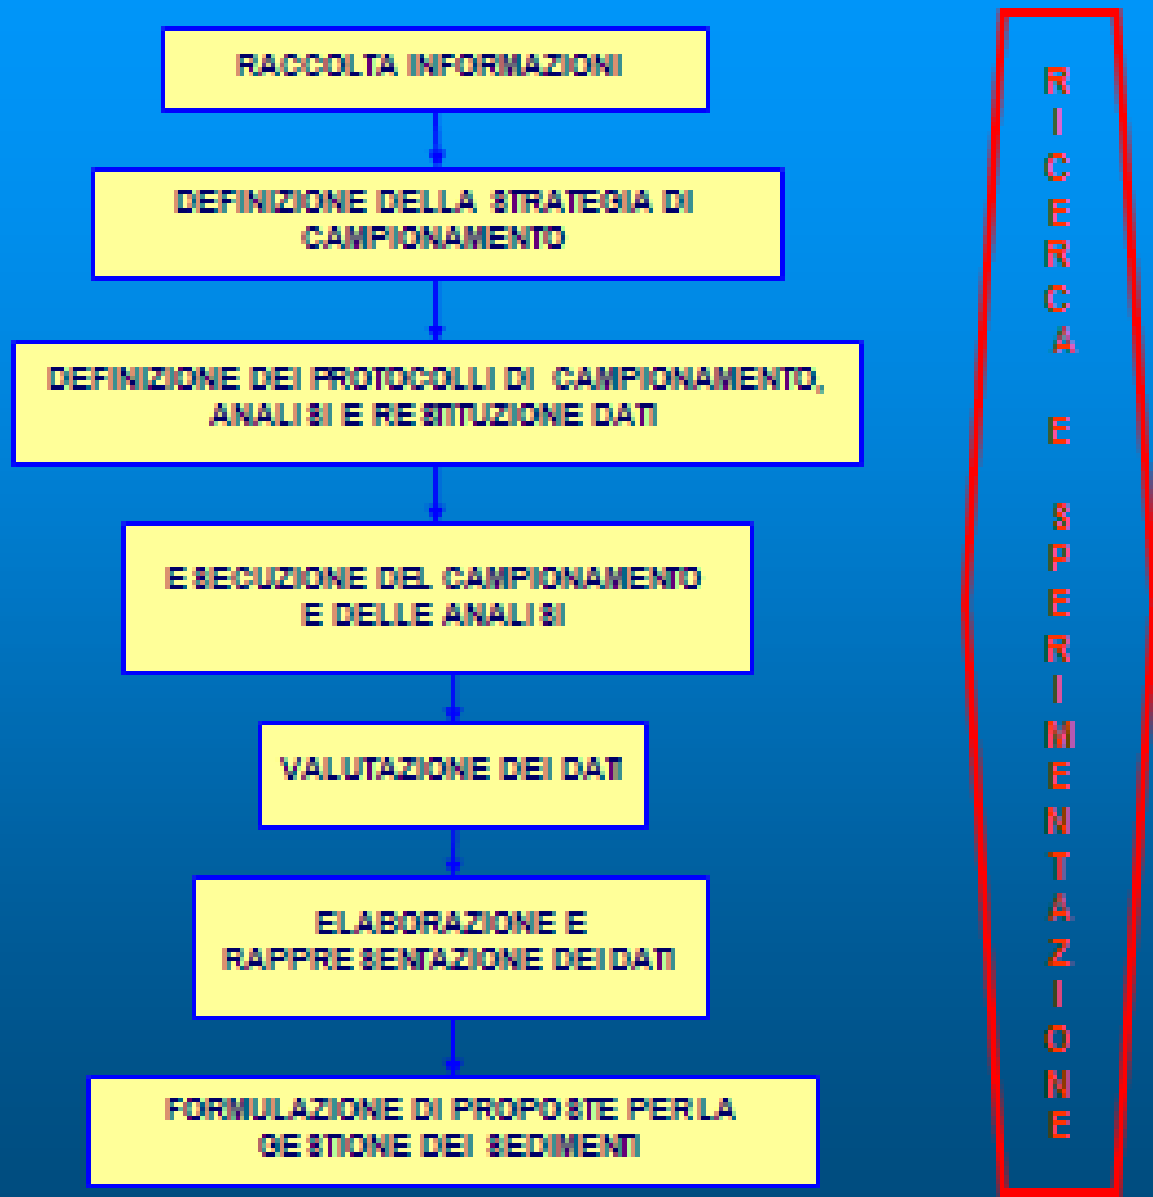 RACCOLTA INFORMAZIONI
DEFINIZIONE DELLA STRATEGIA DI
CAMPIONAMENTO
DEFINIZIONE DEI PROTOCOLLI DI CAMPIONAMENTO,
ANALISI E RESTITUZIONE DATI
ESECUZIONE DEL CAMPIONAMENTO
E DELLE ANALISI
VALUTAZIONE DEI DATI
ELABORAZIONE E
RAPPRESENTAZIONE DEI DATI
FORMULAZIONE DI PROPOSTE PER LA
GESTIONE DEI SEDIMENTI
RICERCA E SPERIMENTAZIONE